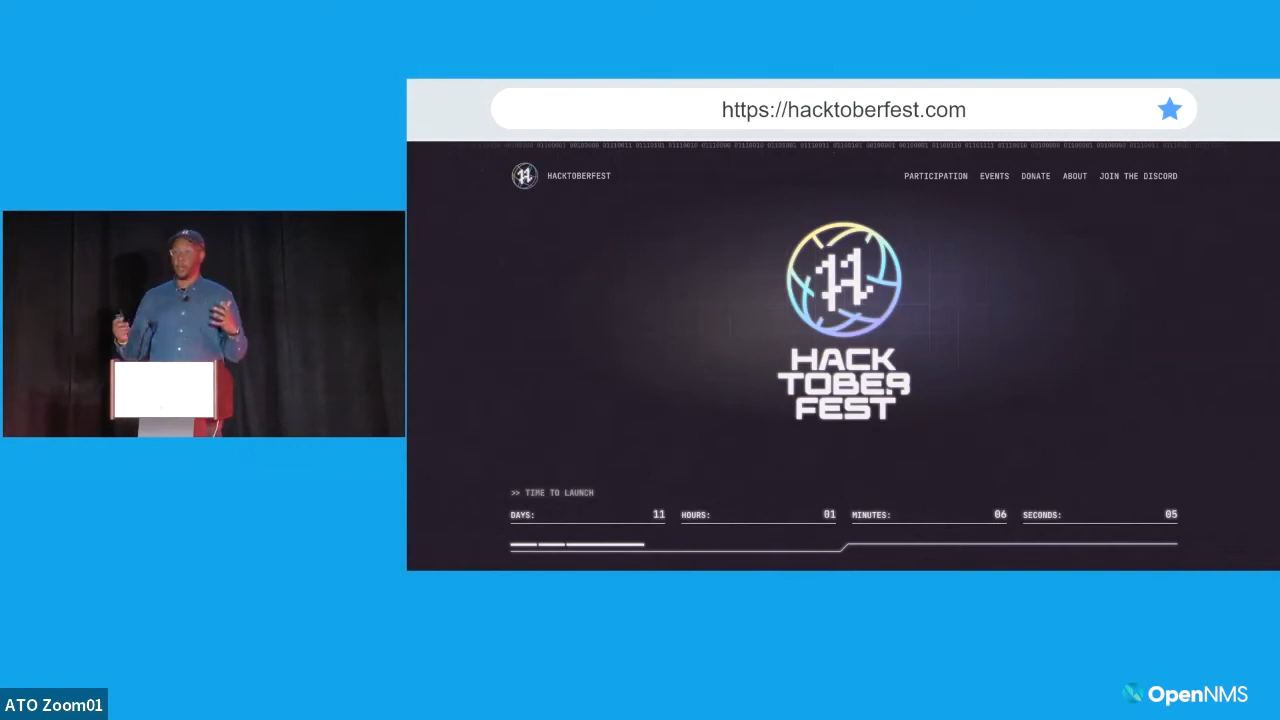 https://hacktoberfest.com
HACKTOBERFEST
PARTICIPATION EVENTS DONATE ABOUT JOIN THE DISCORD
HACK
TOBER
FEST
>> TIME TO LAUNCH
DAYS: 11 HOURS: 01 MINUTES: 06 SECONDS: 05
ATO Zoom01
OpenNMS